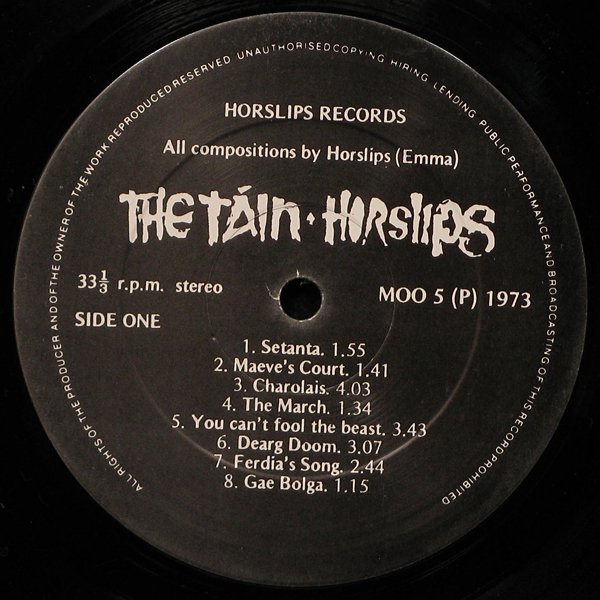 ALL RIGHTS OF THE PRODUCER AND OF THE OWNER OF THE WORK REPRODUCED RESERVED UNAUTHORISED COPYING HIRING LENDING PUBLIC PERFORMANCE AND BROADCASTING OF THIS RECORD PROHIBITED
HORSLIPS RECORDS
All compositions by Horslips (Emma)
THE TÁIN · HORSLIPS
33⅓ r.p.m. stereo
MOO 5 (P) 1973
SIDE ONE
1. Setanta. 1.55
2. Maeve's Court. 1.41
3. Charolais. 4.03
4. The March. 1.34
5. You can't fool the beast. 3.43
6. Dearg Doom. 3.07
7. Ferdia's Song. 2.44
8. Gae Bolga. 1.15